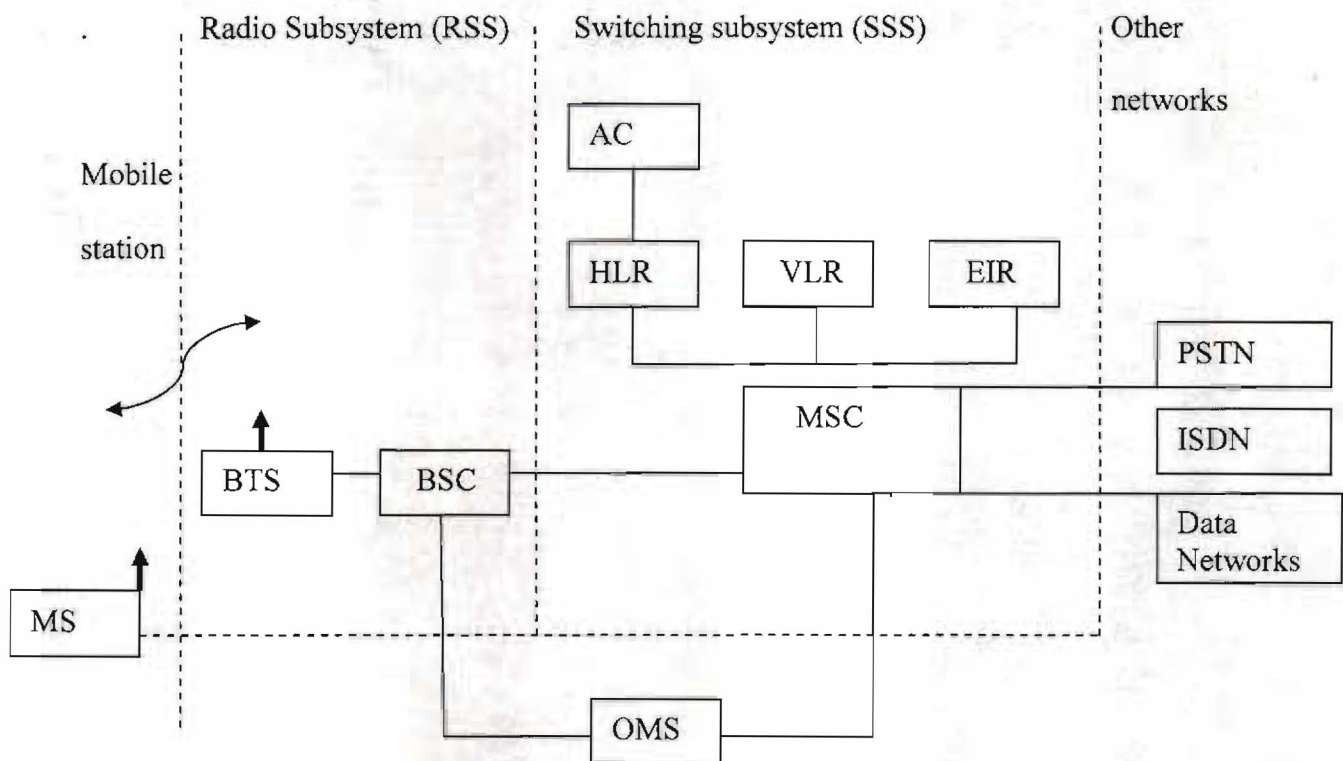 Radio Subsystem (RSS)
Switching subsystem (SSS)
Other
networks
AC
Mobile
station
HLR
VLR
EIR
PSTN
MSC
ISDN
BTS
BSC
Data
Networks
MS
OMS